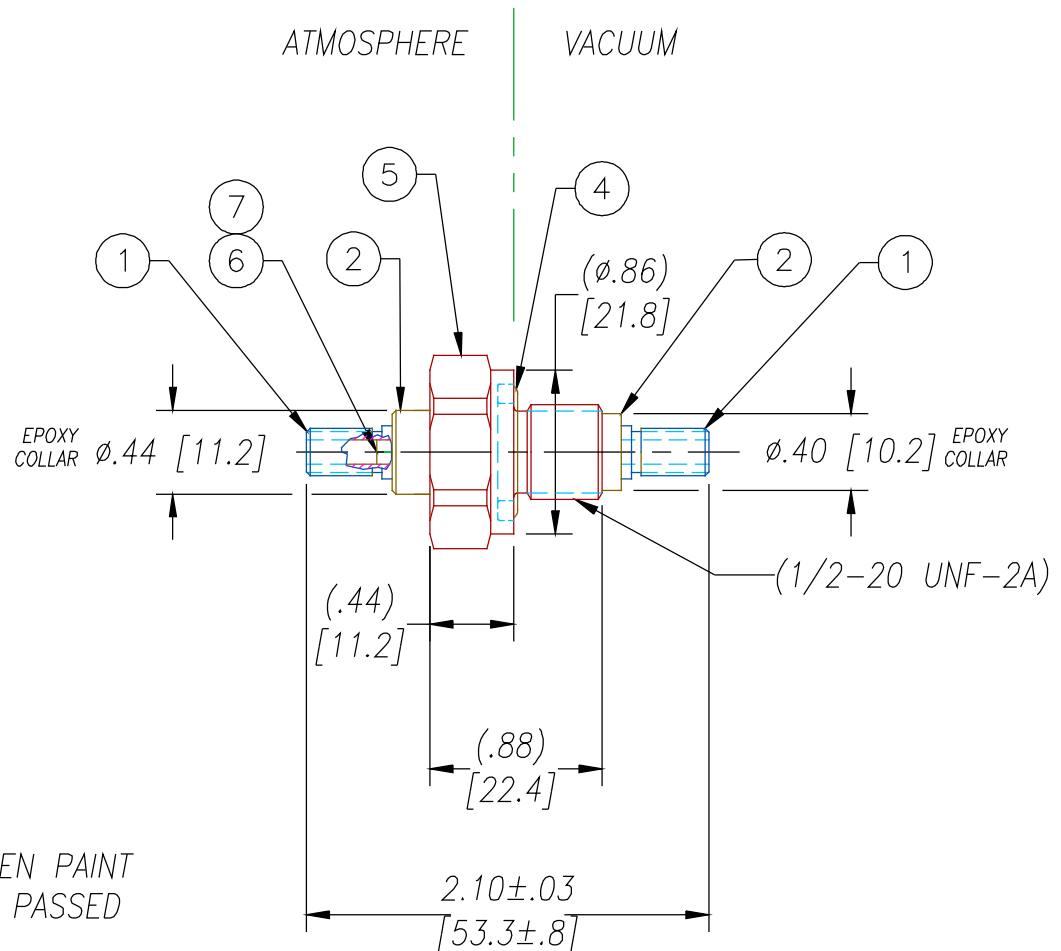 ATMOSPHERE VACUUM
5 4
7
1 6 2 2 1
(ø.86)
[21.8]
EPOXY
COLLAR ø.44 [11.2]
ø.40 [10.2] EPOXY
COLLAR
(1/2-20 UNF-2A)
(.44)
[11.2]
(.88)
[22.4]
EN PAINT
PASSED
2.10±.03
[53.3±.8]